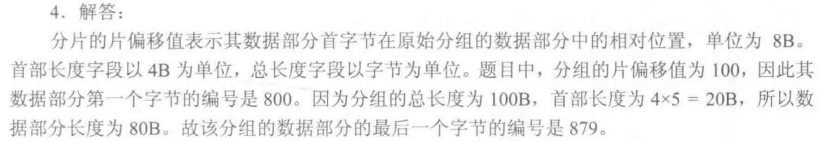 4．解答：
分片的片偏移值表示其数据部分首字节在原始分组的数据部分中的相对位置，单位为 8B。
首部长度字段以 4B 为单位，总长度字段以字节为单位。题目中，分组的片偏移值为 100，因此其
数据部分第一个字节的编号是 800。因为分组的总长度为 100B，首部长度为 4×5 = 20B，所以数
据部分长度为 80B。故该分组的数据部分的最后一个字节的编号是 879。